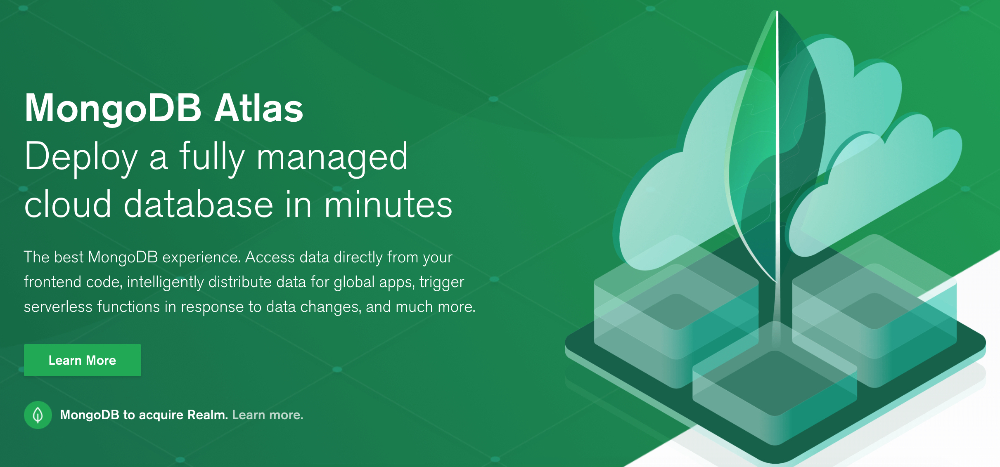 MongoDB Atlas
Deploy a fully managed
cloud database in minutes
The best MongoDB experience. Access data directly from your
frontend code, intelligently distribute data for global apps, trigger
serverless functions in response to data changes, and much more.
Learn More
MongoDB to acquire Realm. Learn more.